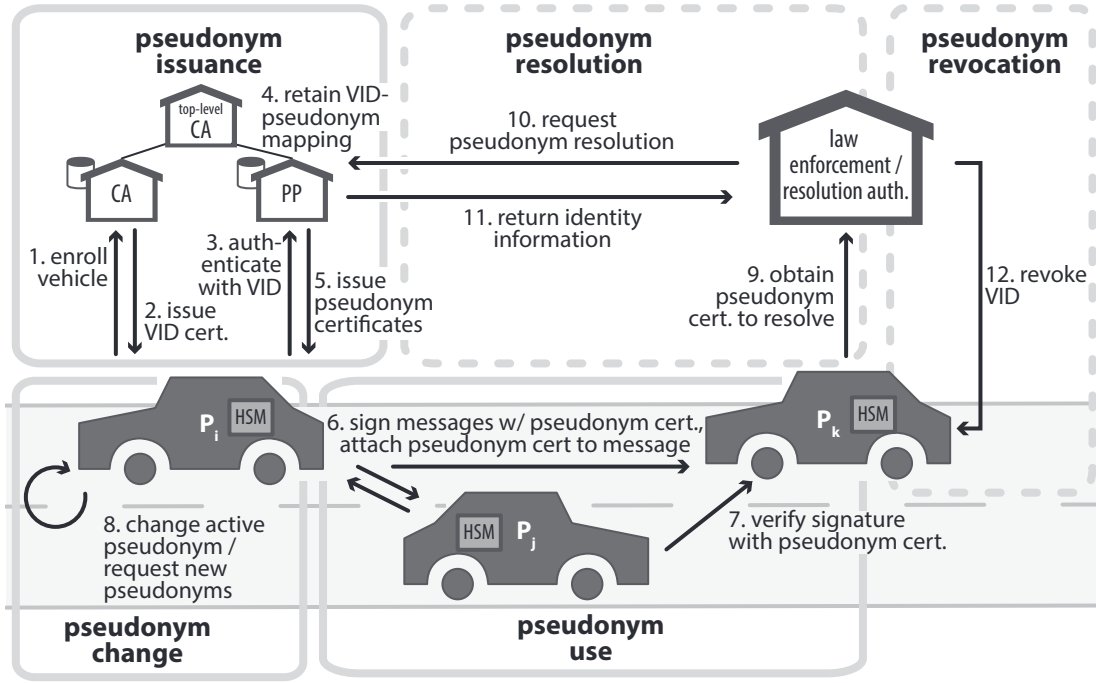 pseudonym
issuance
top-level
CA
CA
PP
4. retain VID-
pseudonym
mapping
1. enroll
vehicle
2. issue
VID cert.
3. auth-
enticate
with VID
5. issue
pseudonym
certificates
pseudonym
resolution
10. request
pseudonym resolution
11. return identity
information
law
enforcement /
resolution auth.
9. obtain
pseudonym
cert. to resolve
pseudonym
revocation
12. revoke
VID
Pi
HSM
6. sign messages w/ pseudonym cert.,
attach pseudonym cert to message
Pk
HSM
HSM
Pj
7. verify signature
with pseudonym cert.
8. change active
pseudonym /
request new
pseudonyms
pseudonym
change
pseudonym
use